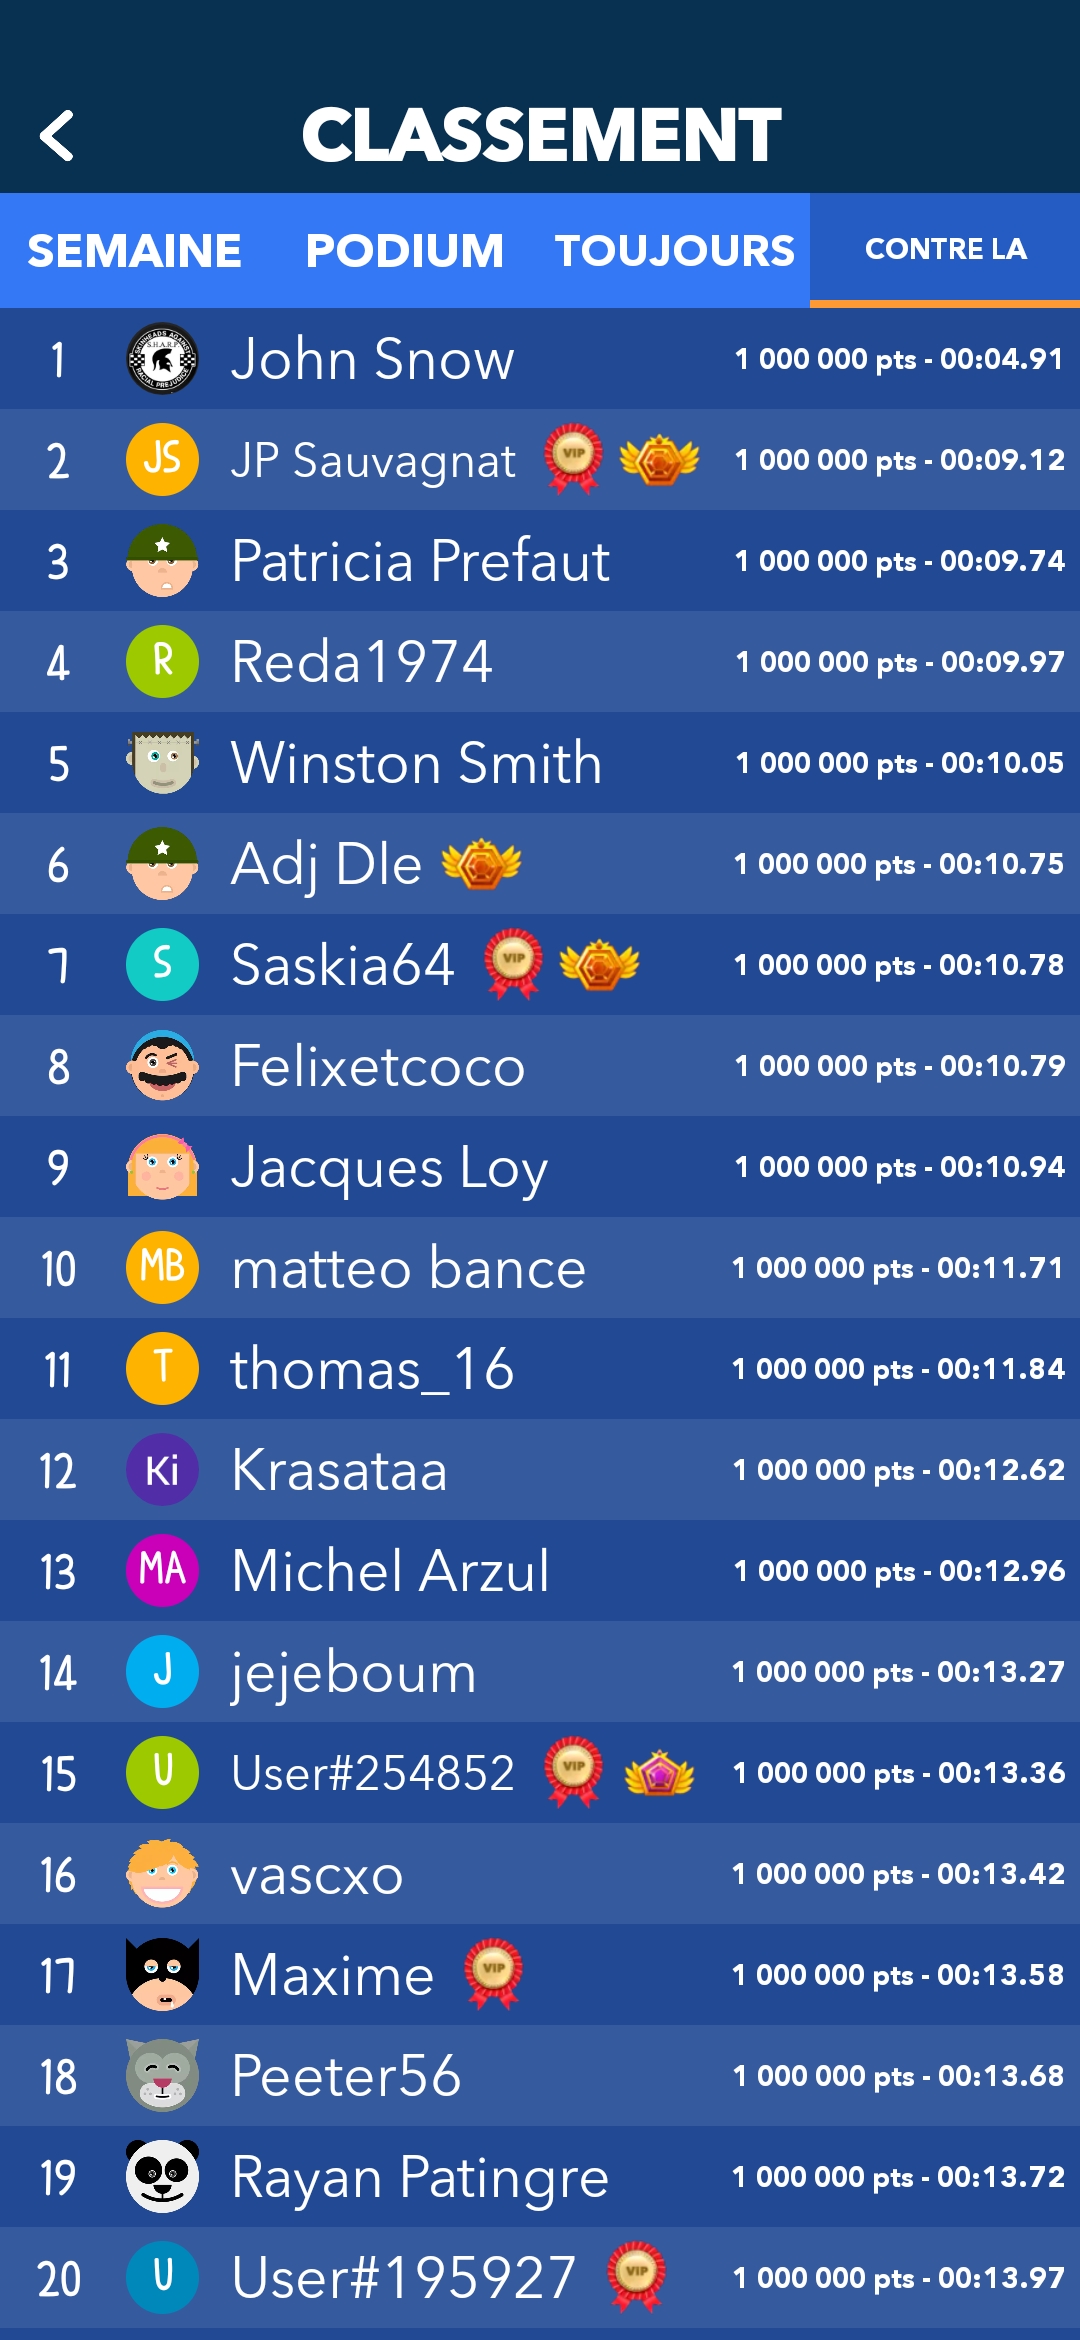 CLASSEMENT
SEMAINE PODIUM TOUJOURS CONTRE LA
1 SKINHEADS AGAINST S.H.A.R.P. RACIAL PREJUDICE John Snow 1 000 000 pts - 00:04.91
2 JS JP Sauvagnat VIP 1 000 000 pts - 00:09.12
3 Patricia Prefaut 1 000 000 pts - 00:09.74
4 R Reda1974 1 000 000 pts - 00:09.97
5 Winston Smith 1 000 000 pts - 00:10.05
6 Adj Dle 1 000 000 pts - 00:10.75
7 S Saskia64 VIP 1 000 000 pts - 00:10.78
8 Felixetcoco 1 000 000 pts - 00:10.79
9 Jacques Loy 1 000 000 pts - 00:10.94
10 MB matteo bance 1 000 000 pts - 00:11.71
11 T thomas_16 1 000 000 pts - 00:11.84
12 Ki Krasataa 1 000 000 pts - 00:12.62
13 MA Michel Arzul 1 000 000 pts - 00:12.96
14 J jejeboum 1 000 000 pts - 00:13.27
15 U User#254852 VIP 1 000 000 pts - 00:13.36
16 vascxo 1 000 000 pts - 00:13.42
17 Maxime VIP 1 000 000 pts - 00:13.58
18 Peeter56 1 000 000 pts - 00:13.68
19 Rayan Patingre 1 000 000 pts - 00:13.72
20 U User#195927 VIP 1 000 000 pts - 00:13.97